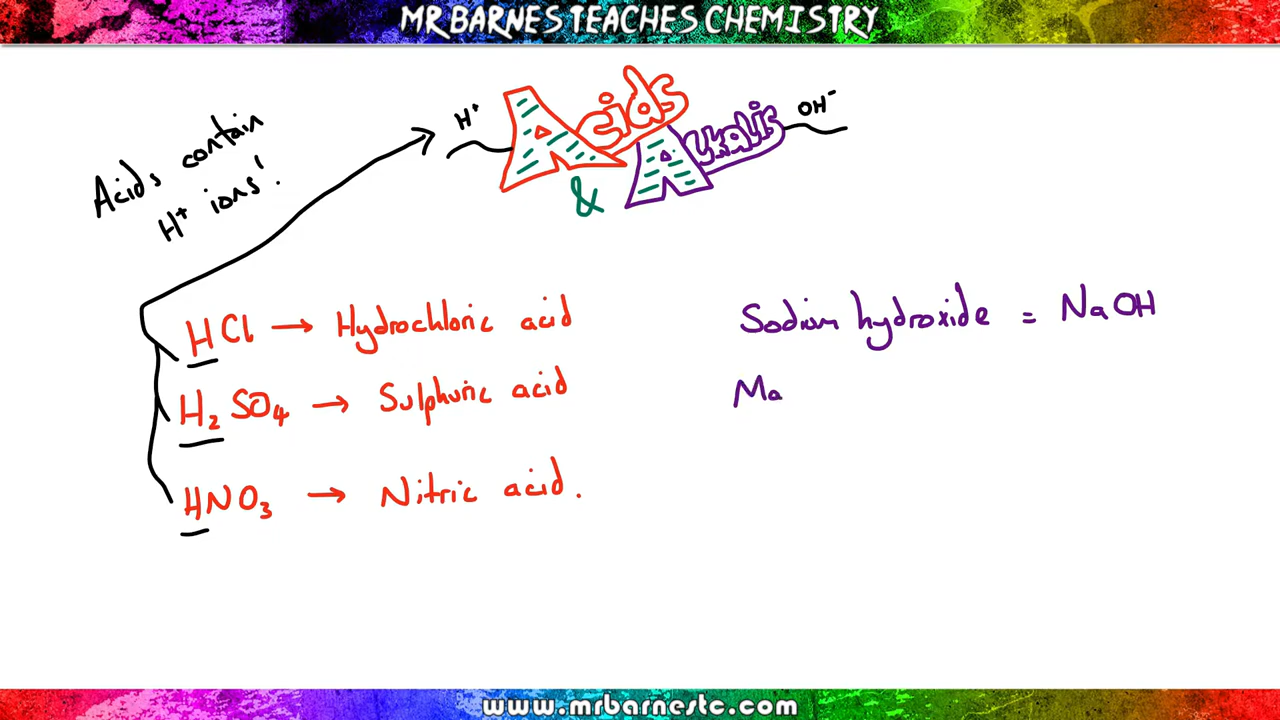 MR BARNES TEACHES CHEMISTRY
Acids & Alkalis
H⁺
OH⁻
Acids contain
H⁺ ions!
HCl → Hydrochloric acid
H₂SO₄ → Sulphuric acid
HNO₃ → Nitric acid.
Sodium hydroxide = NaOH
Ma
www.mrbarnestc.com